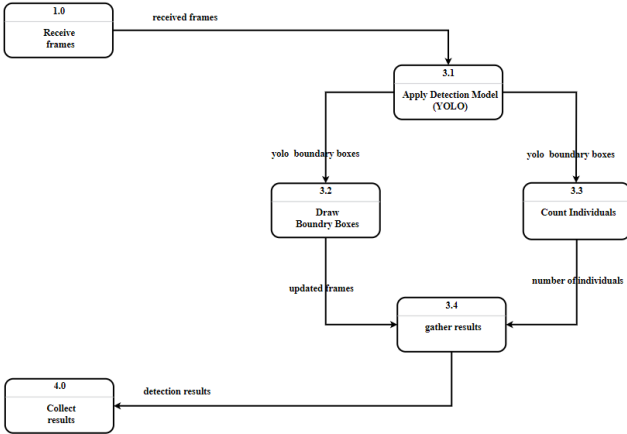 1.0
Receive
frames
received frames
3.1
Apply Detection Model
(YOLO)
yolo boundary boxes
yolo boundary boxes
3.2
Draw
Boundry Boxes
3.3
Count Individuals
updated frames
number of individuals
3.4
gather results
4.0
Collect
results
detection results